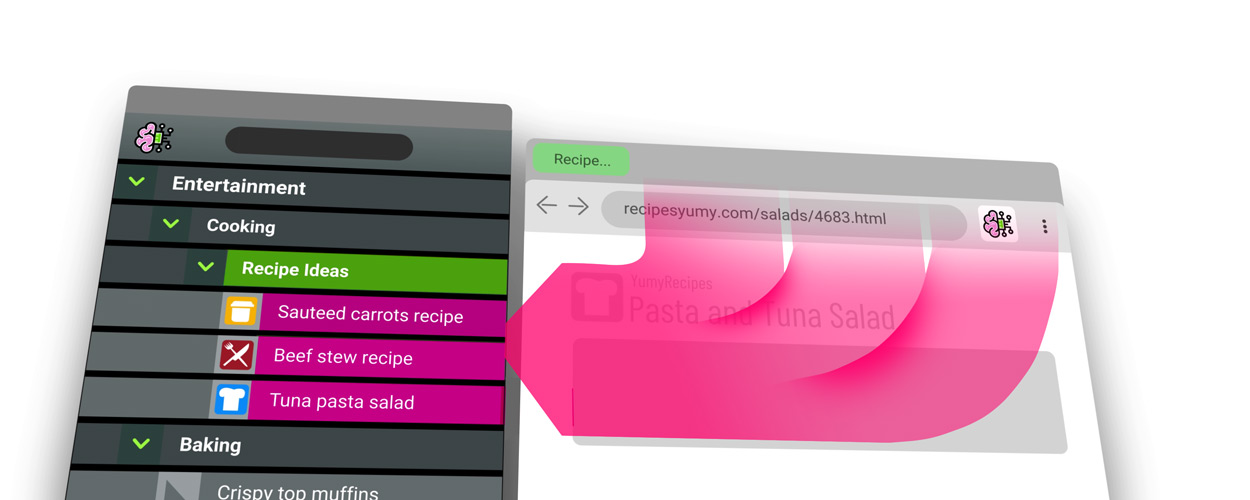 Entertainment
Cooking
Recipe Ideas
Sauteed carrots recipe
Beef stew recipe
Tuna pasta salad
Baking
Crispy top muffins
Recipe...
recipesyumy.com/salads/4683.html
YumyRecipes
Pasta and Tuna Salad